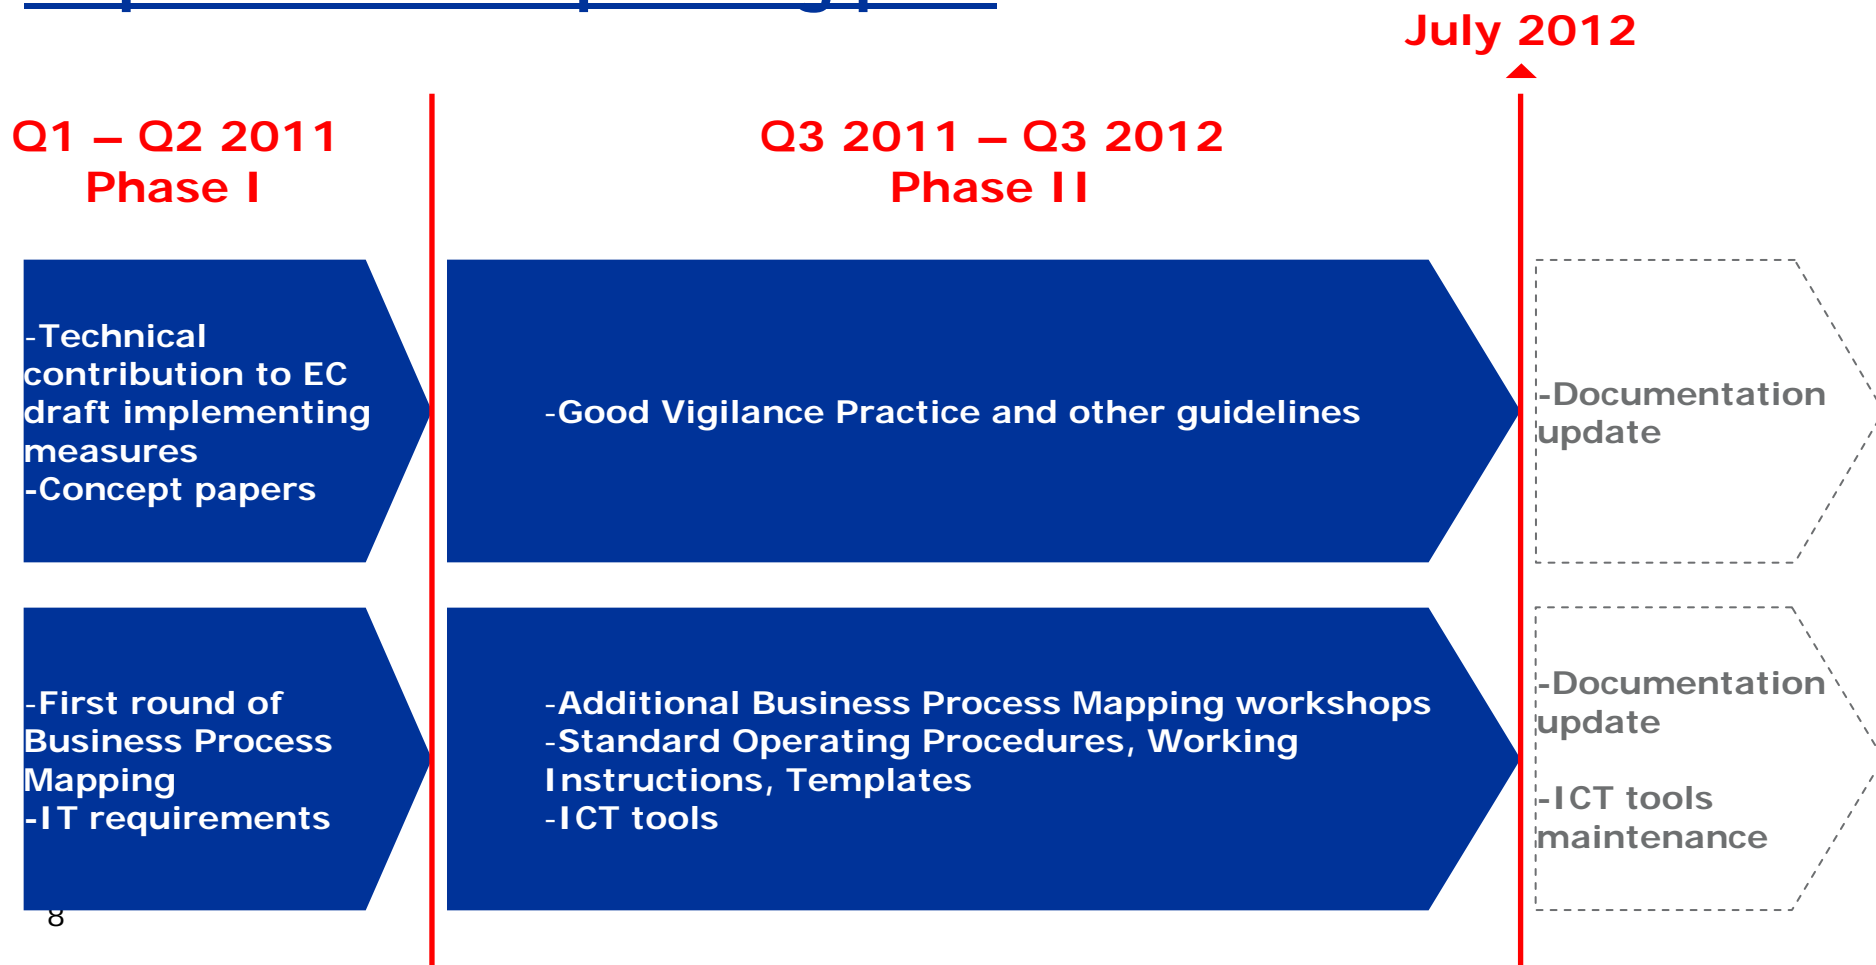 July 2012
Q1 – Q2 2011
Phase I
Q3 2011 – Q3 2012
Phase II
-Technical
contribution to EC
draft implementing
measures
-Concept papers
-Good Vigilance Practice and other guidelines
-Documentation
update
-First round of
Business Process
Mapping
-IT requirements
-Additional Business Process Mapping workshops
-Standard Operating Procedures, Working
Instructions, Templates
-ICT tools
-Documentation
update
-ICT tools
maintenance
8